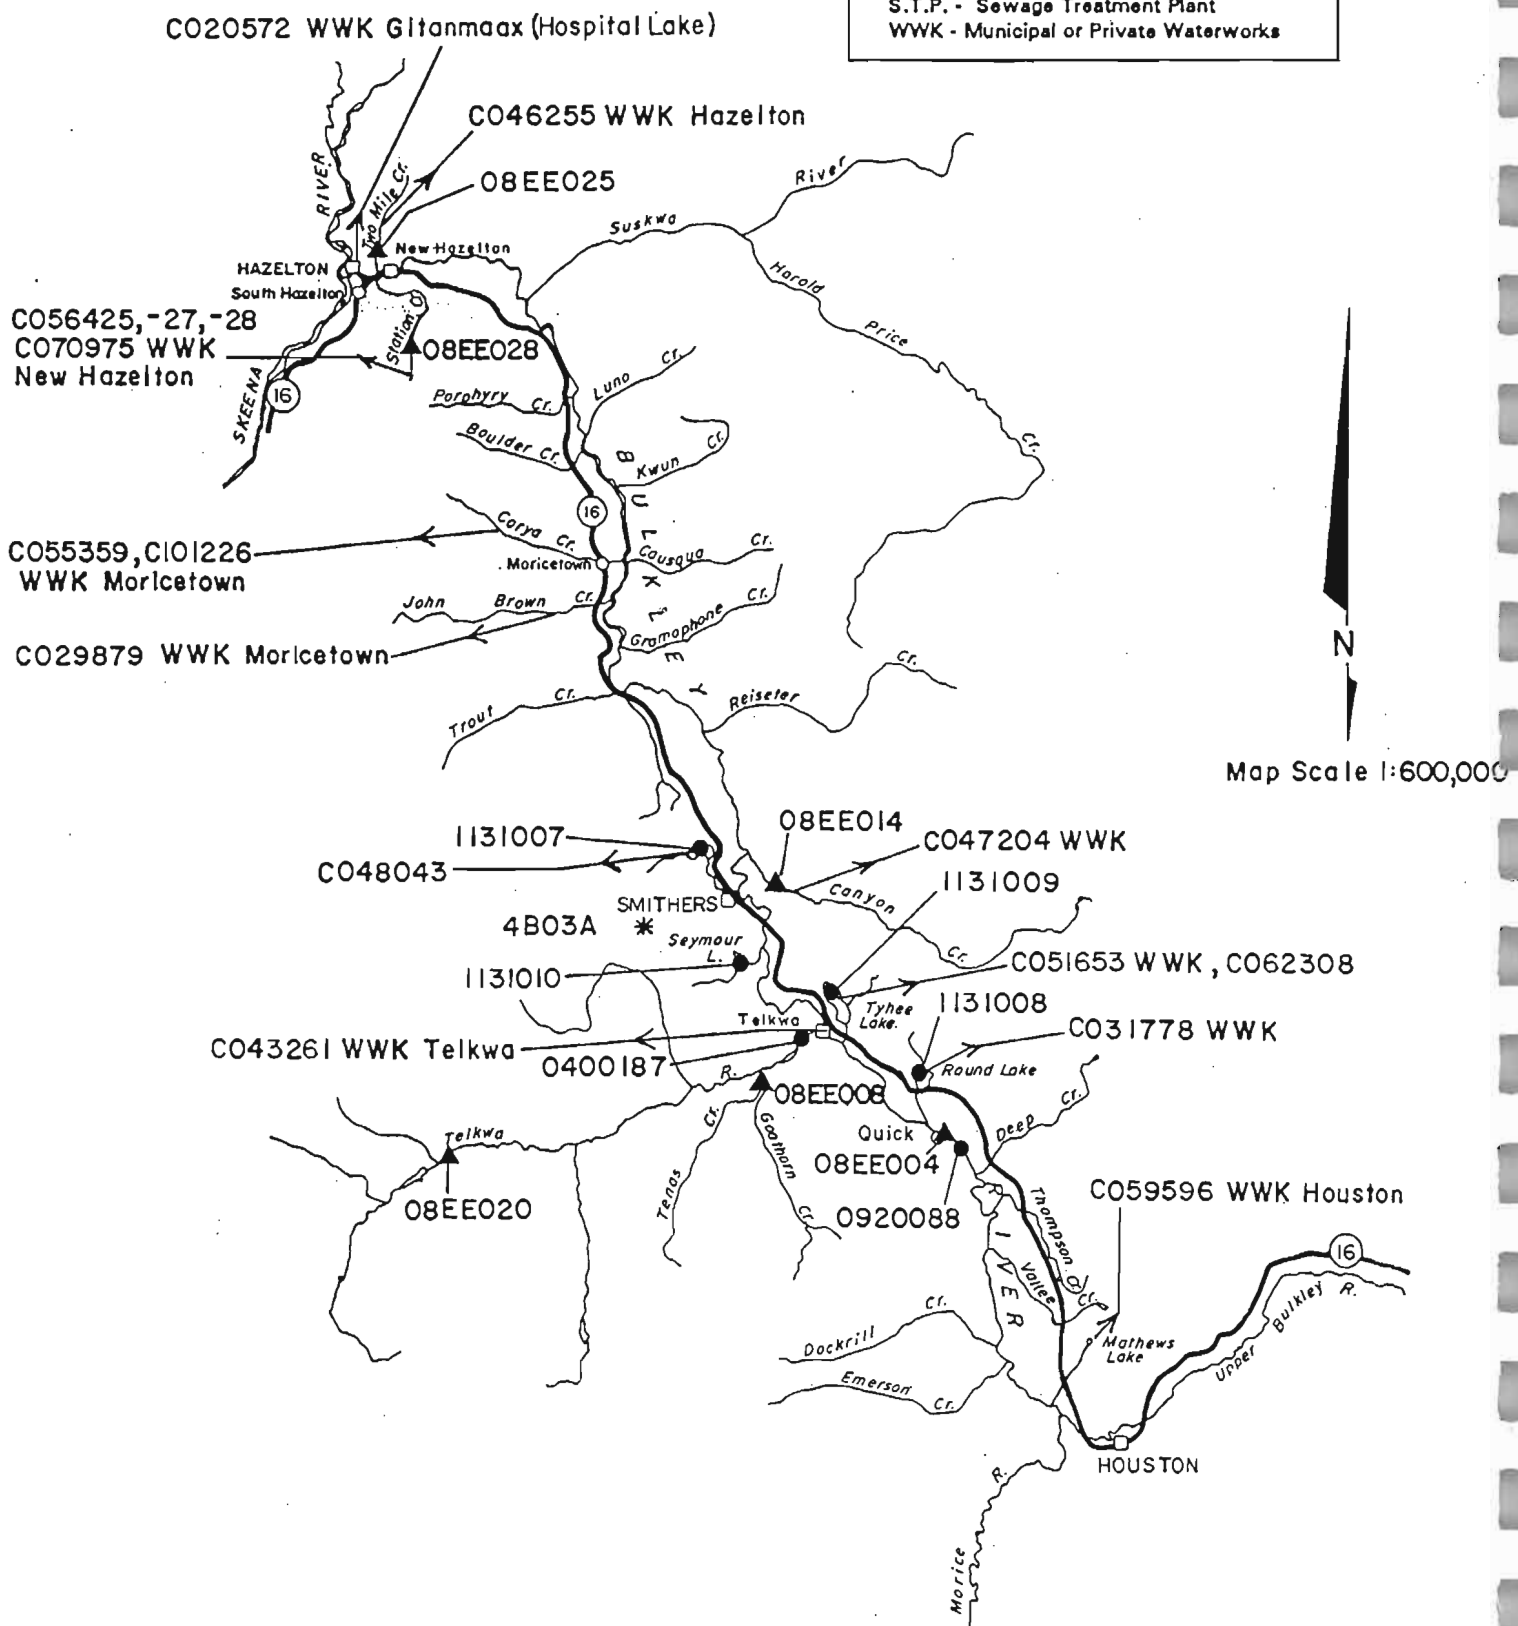 S.T.P. - Sewage Treatment Plant
WWK - Municipal or Private Waterworks
C020572 WWK Gitanmaax (Hospital Lake)
C046255 WWK Hazelton
08EE025
RIVER
Two Mile Cr.
New Hazelton
HAZELTON
South Hazelton
Suskwa
River
Harold
Price
Cr.
C056425,-27,-28
C070975 WWK
New Hazelton
Station
08EE028
SKEENA
16
Porphyry Cr.
Luno Cr.
Boulder Cr.
Kwun Cr.
BULKLEY
16
Corya Cr.
C055359, C101226
WWK Moricetown
Moricetown
Causqua Cr.
John Brown Cr.
Gramophone Cr.
C029879 WWK Moricetown
N
Trout Cr.
Reiseter Cr.
Map Scale 1:600,000
1131007
C048043
08EE014
C047204 WWK
1131009
Canyon Cr.
SMITHERS
4B03A
Seymour
L.
1131010
C051653 WWK, C062308
Tyhee
Lake.
1131008
Telkwa
C031778 WWK
C043261 WWK Telkwa
0400187
Round Lake
R.
08EE008
Telkwa
08EE020
Tenas Cr.
Goathorn Cr.
Quick
08EE004
0920088
Deep Cr.
RIVER
Thompson Cr.
Vallee Cr.
C059596 WWK Houston
16
Mathews
Lake
Dockrill Cr.
Emerson Cr.
Upper Bulkley R.
HOUSTON
Morice R.